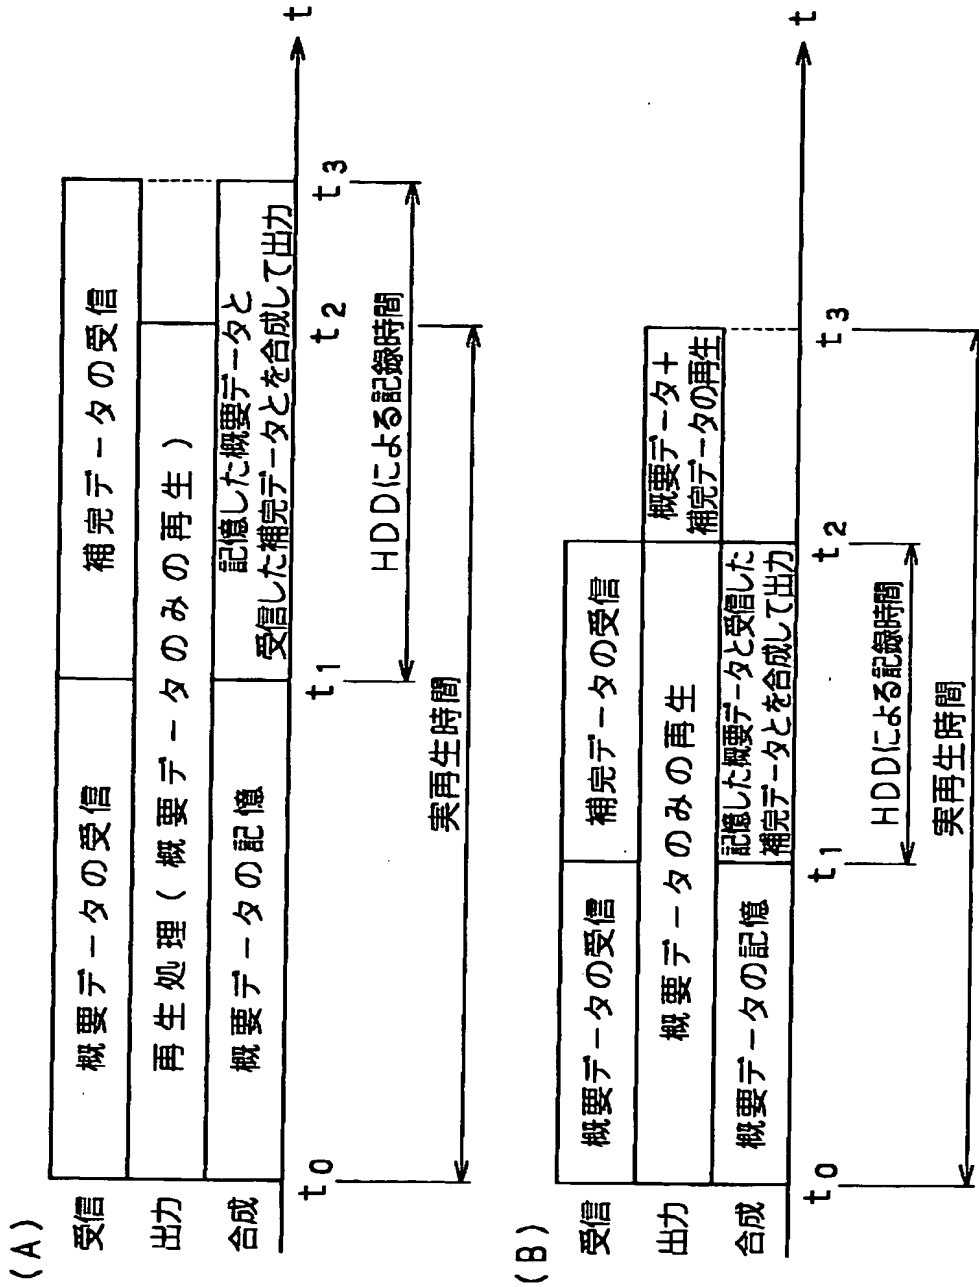 (A)
受信
概要データの受信
補完データの受信
出力
再生処理(概要データのみの再生)
合成
概要データの記憶
記憶した概要データと
受信した補完データとを合成して出力
t
t0
t1
t2
t3
HDDによる記録時間
実再生時間
(B)
受信
概要データの受信
補完データの受信
出力
概要データのみの再生
概要データ+
補完データの再生
合成
概要データの記憶
記憶した概要データと受信した
補完データとを合成して出力
t
t0
t1
t2
t3
HDDによる記録時間
実再生時間